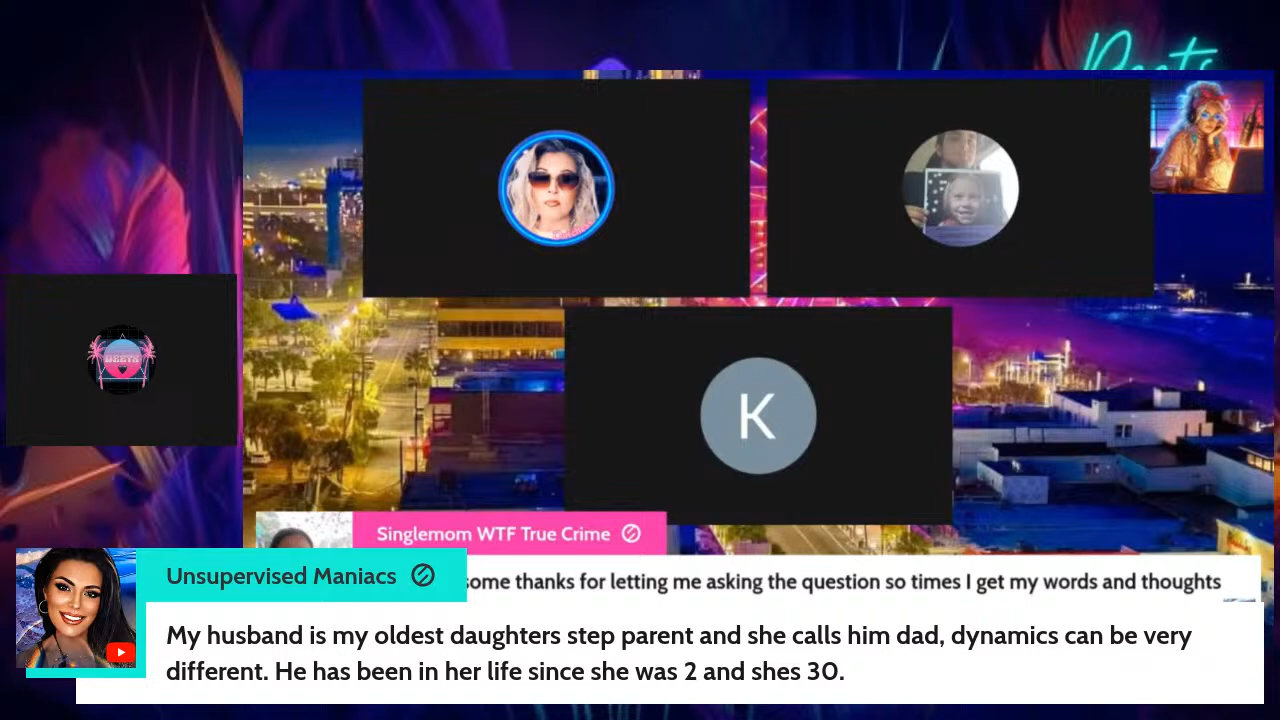 Deets
DEETX
K
Singlemom WTF True Crime
some thanks for letting me asking the question so times I get my words and thoughts
Unsupervised Maniacs
My husband is my oldest daughters step parent and she calls him dad, dynamics can be very
different. He has been in her life since she was 2 and shes 30.